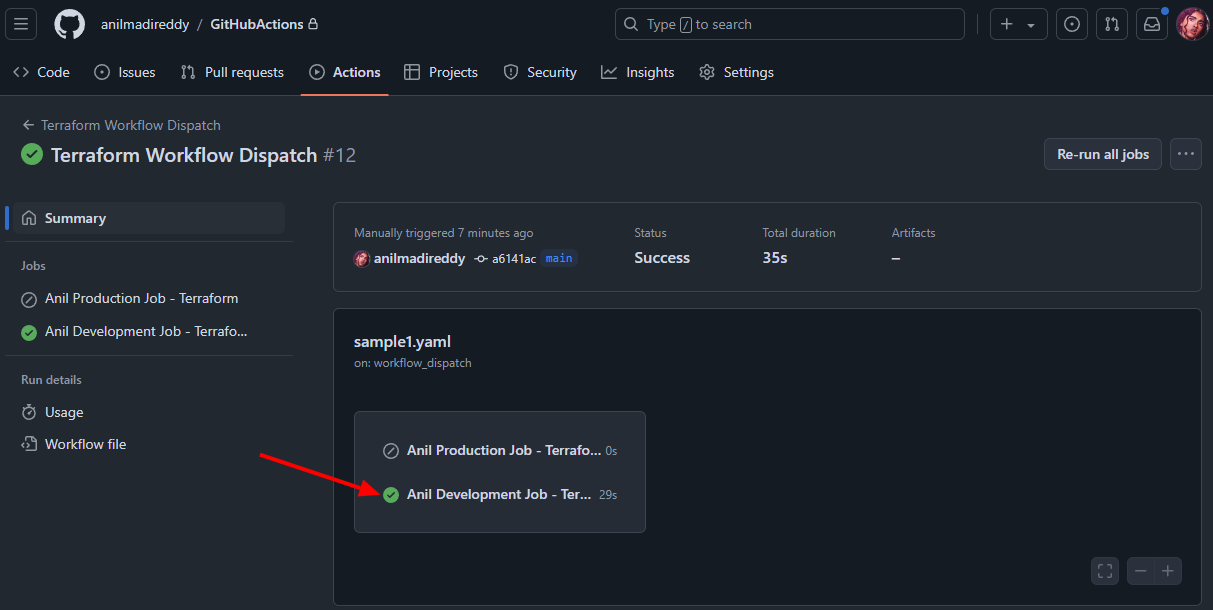 anilmadireddy / GitHubActions
Type / to search
Code Issues Pull requests Actions Projects Security Insights Settings
Terraform Workflow Dispatch
Terraform Workflow Dispatch #12
Re-run all jobs
Summary
Jobs
Anil Production Job - Terraform
Anil Development Job - Terrafo...
Run details
Usage
Workflow file
Manually triggered 7 minutes ago
anilmadireddy a6141ac main
Status
Success
Total duration
35s
Artifacts
–
sample1.yaml
on: workflow_dispatch
Anil Production Job - Terrafo... 0s
Anil Development Job - Ter... 29s